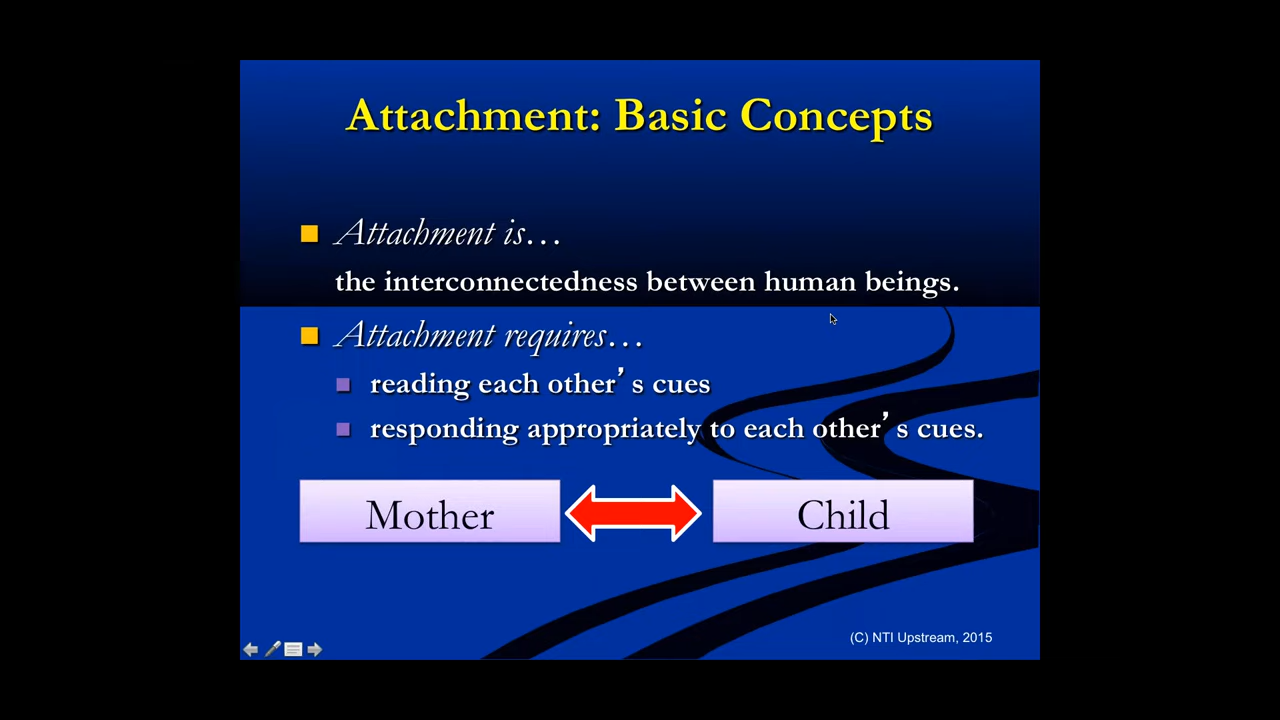 Attachment: Basic Concepts
Attachment is…
the interconnectedness between human beings.
Attachment requires…
reading each other’s cues
responding appropriately to each other’s cues.
Mother
Child
(C) NTI Upstream, 2015